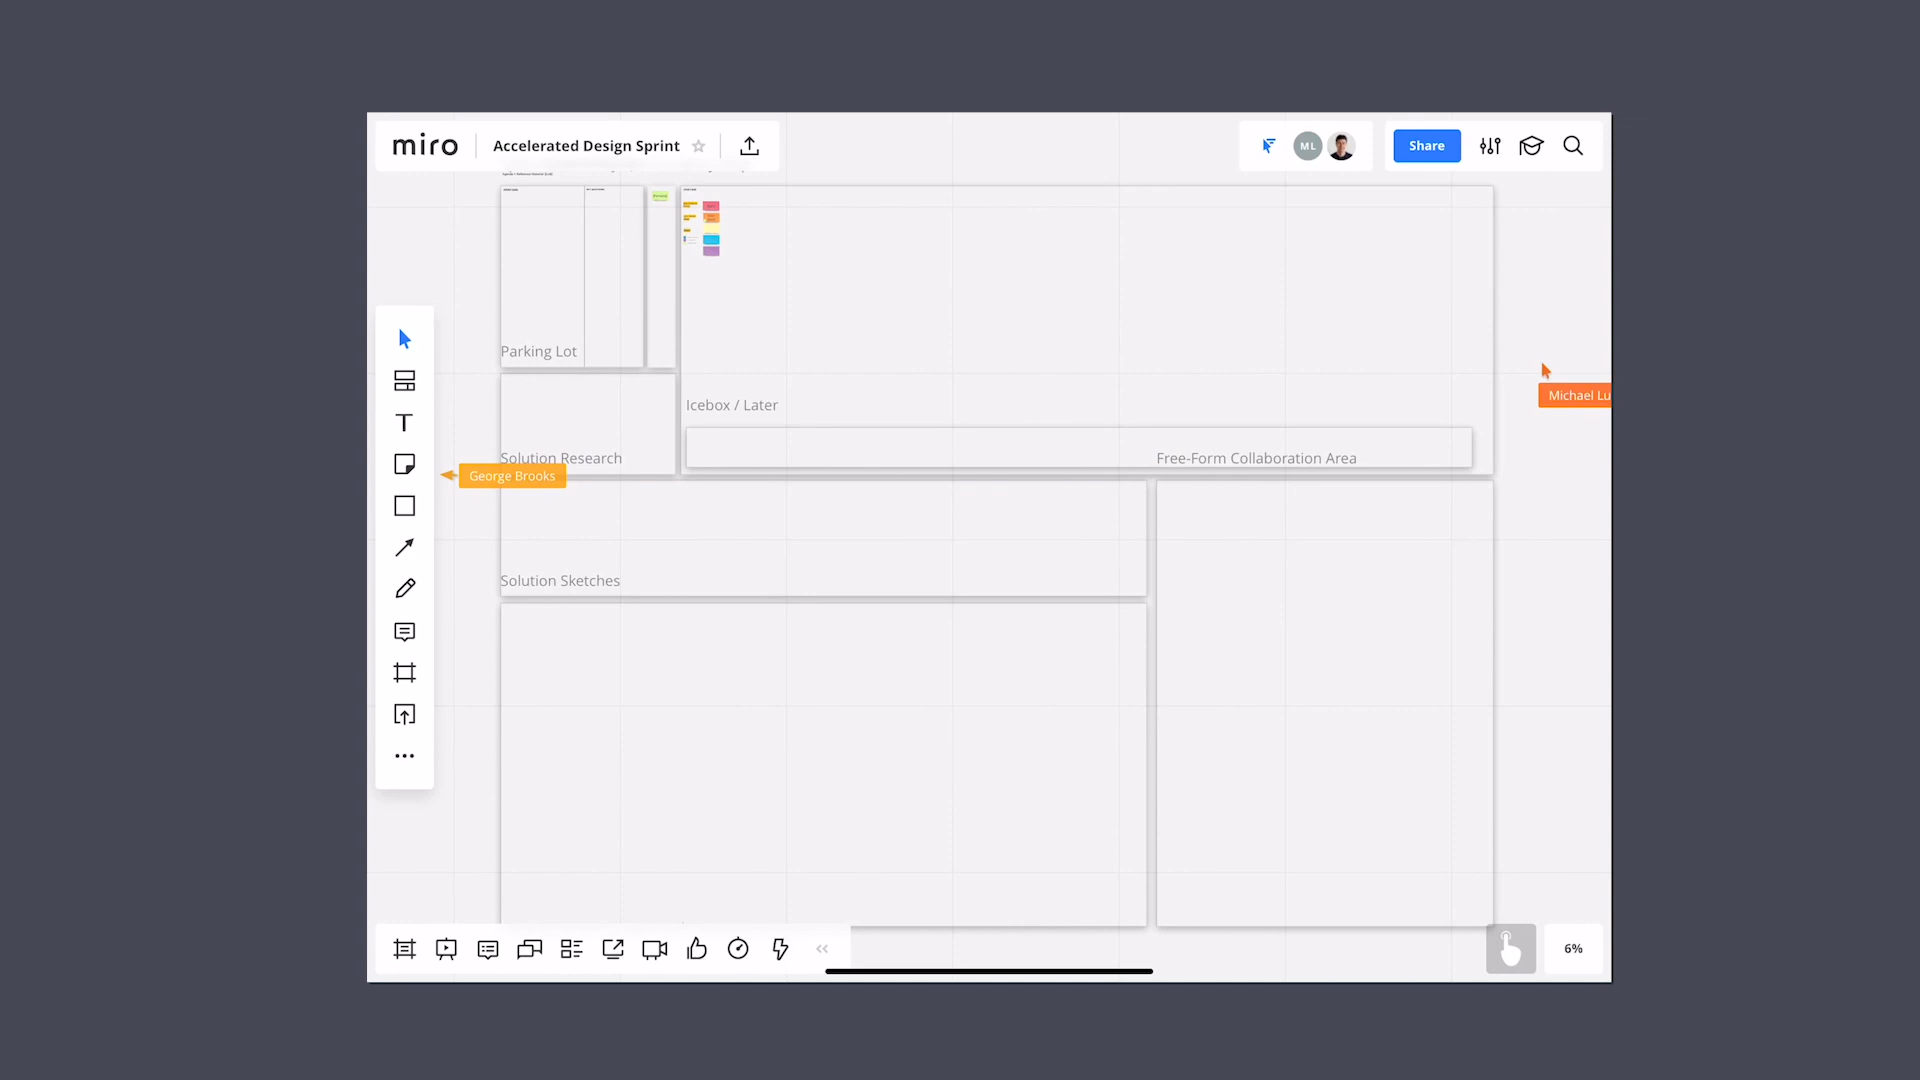 miro
Accelerated Design Sprint
ML
Share
Parking Lot
Icebox / Later
Michael Lu
Solution Research
Free-Form Collaboration Area
George Brooks
Solution Sketches
6%